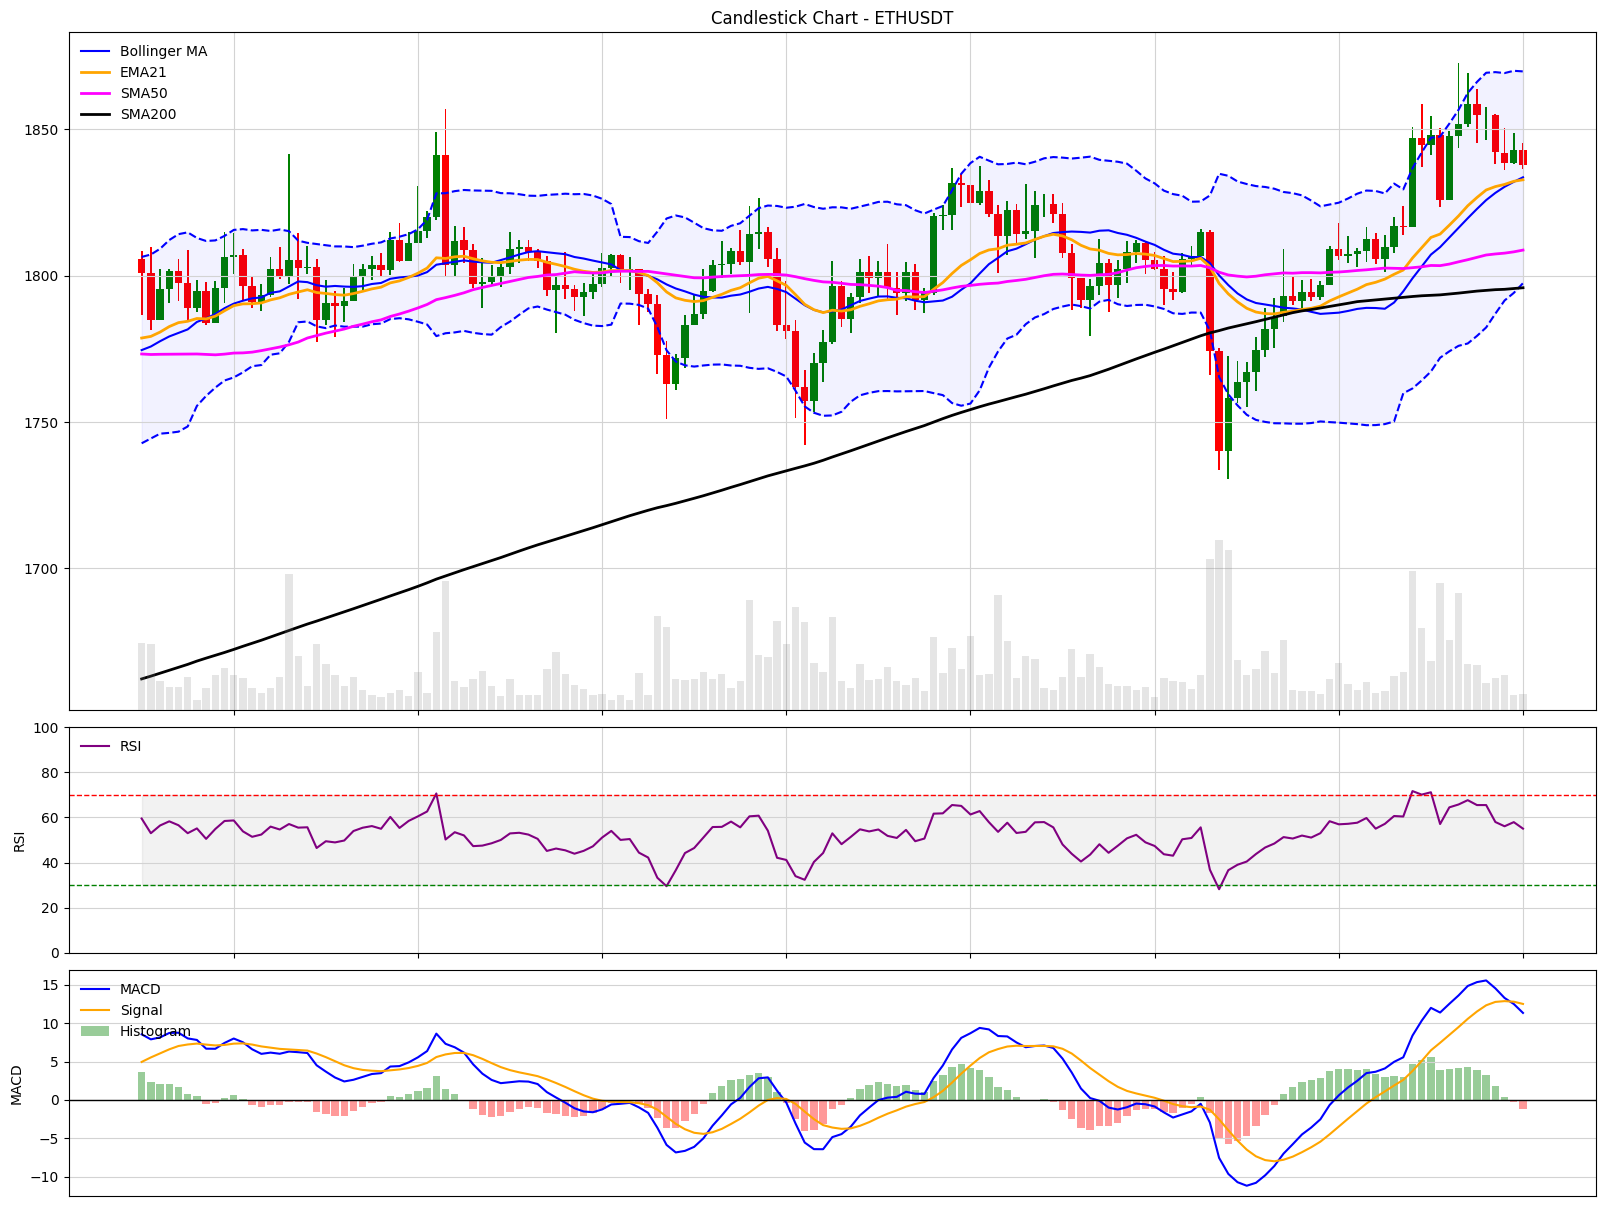 Candlestick Chart - ETHUSDT
Bollinger MA
EMA21
SMA50
SMA200
1850
1800
1750
1700
100
80
60
40
20
0
RSI
RSI
15
10
5
0
−5
−10
MACD
MACD
Signal
Histogram